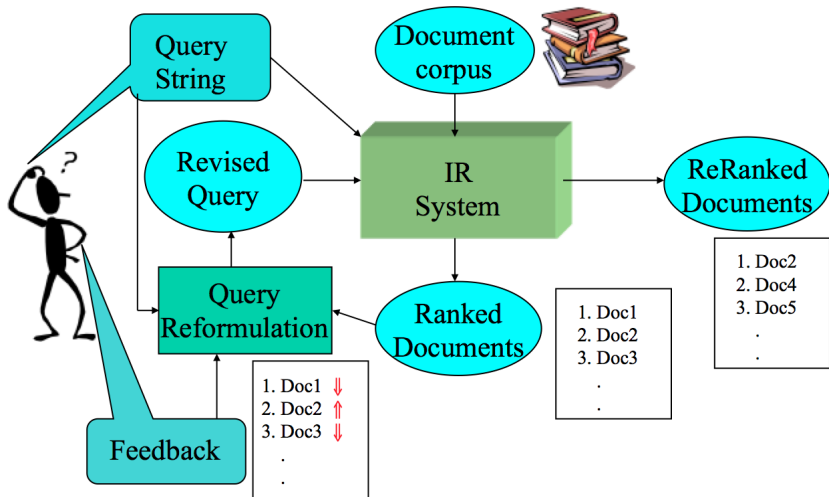 Query
String
Document
corpus
?
Revised
Query
IR
System
ReRanked
Documents
1. Doc2
2. Doc4
3. Doc5
.
.
Query
Reformulation
Ranked
Documents
1. Doc1
2. Doc2
3. Doc3
.
.
1. Doc1 ⇓
2. Doc2 ⇑
3. Doc3 ⇓
.
.
Feedback